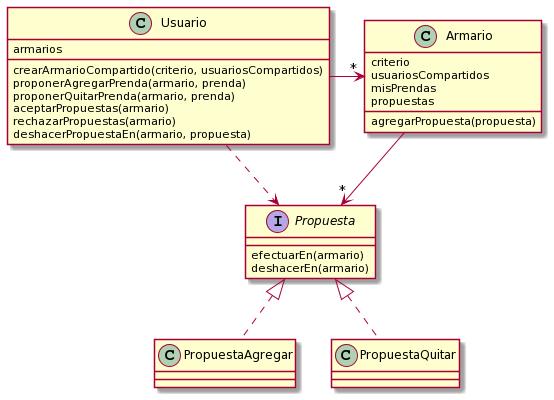 C Usuario
armarios
crearArmarioCompartido(criterio, usuariosCompartidos)
proponerAgregarPrenda(armario, prenda)
proponerQuitarPrenda(armario, prenda)
aceptarPropuestas(armario)
rechazarPropuestas(armario)
deshacerPropuestaEn(armario, propuesta)
*
C Armario
criterio
usuariosCompartidos
misPrendas
propuestas
agregarPropuesta(propuesta)
*
I Propuesta
efectuarEn(armario)
deshacerEn(armario)
C PropuestaAgregar
C PropuestaQuitar